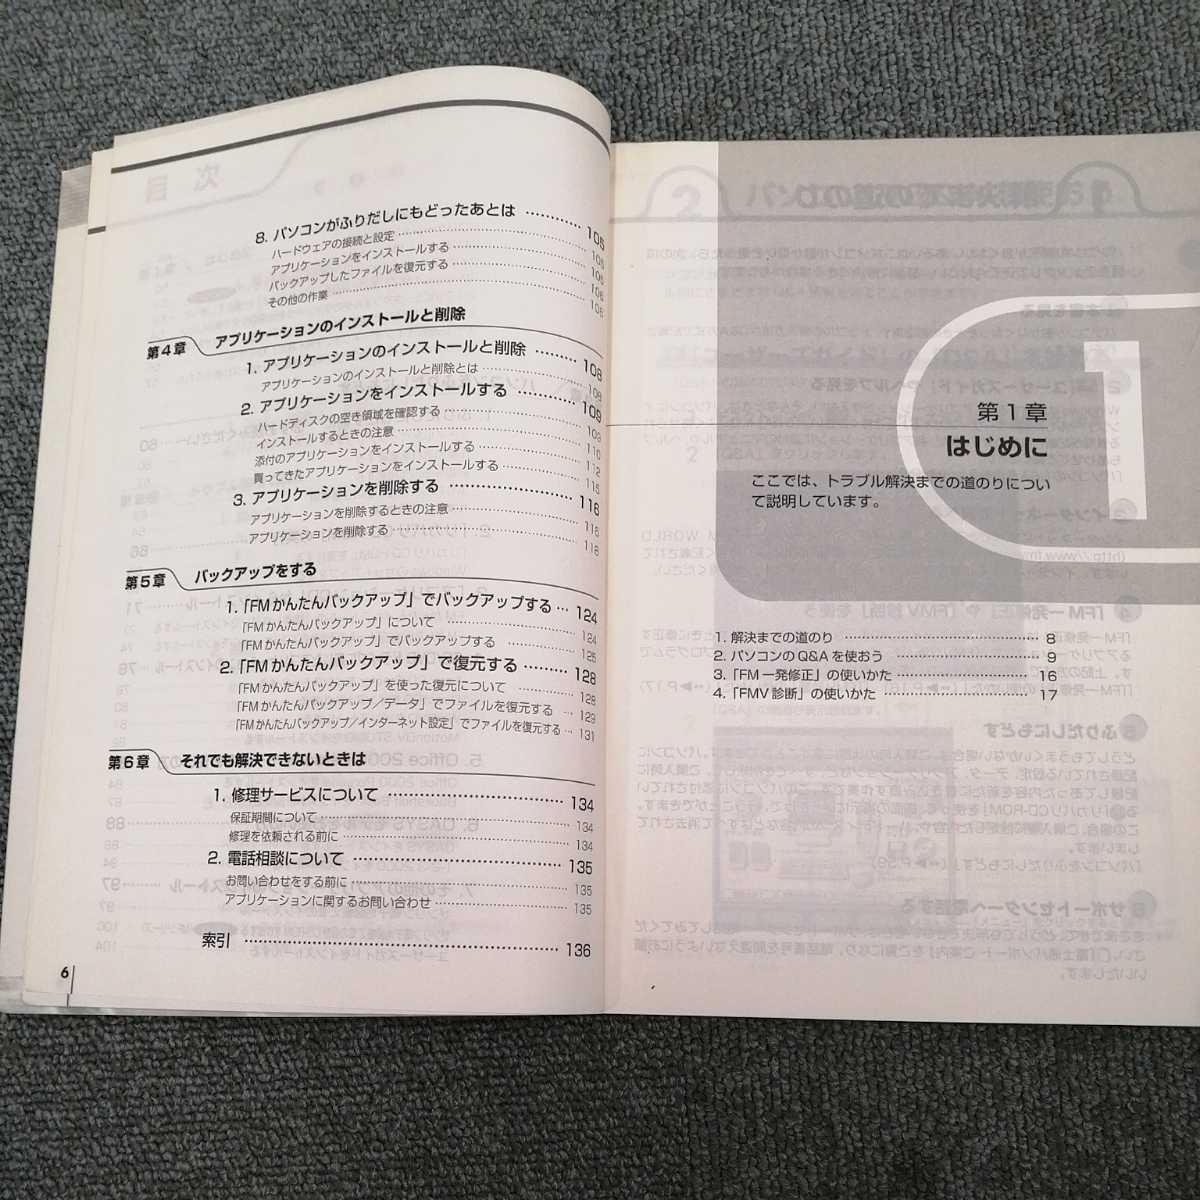 目 次
8. パソコンがふりだしにもどったあとは ………… 105
ハードウェアの接続と設定 ………… 105
アプリケーションをインストールする ………… 105
バックアップしたファイルを復元する ………… 106
その他の作業 ………… 106
第4章 アプリケーションのインストールと削除
1. アプリケーションのインストールと削除 ………… 108
アプリケーションのインストールと削除とは ………… 108
2. アプリケーションをインストールする ………… 109
ハードディスクの空き領域を確認する ………… 109
インストールするときの注意 ………… 110
添付のアプリケーションをインストールする ………… 112
買ってきたアプリケーションをインストールする ………… 115
3. アプリケーションを削除する ………… 116
アプリケーションを削除するときの注意 ………… 116
アプリケーションを削除する ………… 118
第5章 バックアップをする
1.「FMかんたんバックアップ」でバックアップする … 124
「FMかんたんバックアップ」について ………… 124
「FMかんたんバックアップ」でバックアップする ………… 125
2.「FMかんたんバックアップ」で復元する ……… 128
「FMかんたんバックアップ」を使った復元について ………… 128
「FMかんたんバックアップ／データ」でファイルを復元する … 129
「FMかんたんバックアップ／インターネット設定」でファイルを復元する … 131
第6章 それでも解決できないときは
1. 修理サービスについて ………… 134
保証期間について ………… 134
修理を依頼される前に ………… 134
2. 電話相談について ………… 135
お問い合わせをする前に ………… 135
アプリケーションに関するお問い合わせ ………… 135
索引 ………… 136
6
1
第1章
はじめに
ここでは、トラブル解決までの道のりについ
て説明しています。
1. 解決までの道のり ………… 8
2. パソコンのQ&Aを使おう ………… 9
3.「FM一発修正」の使いかた ………… 16
4.「FMV診断」の使いかた ………… 17